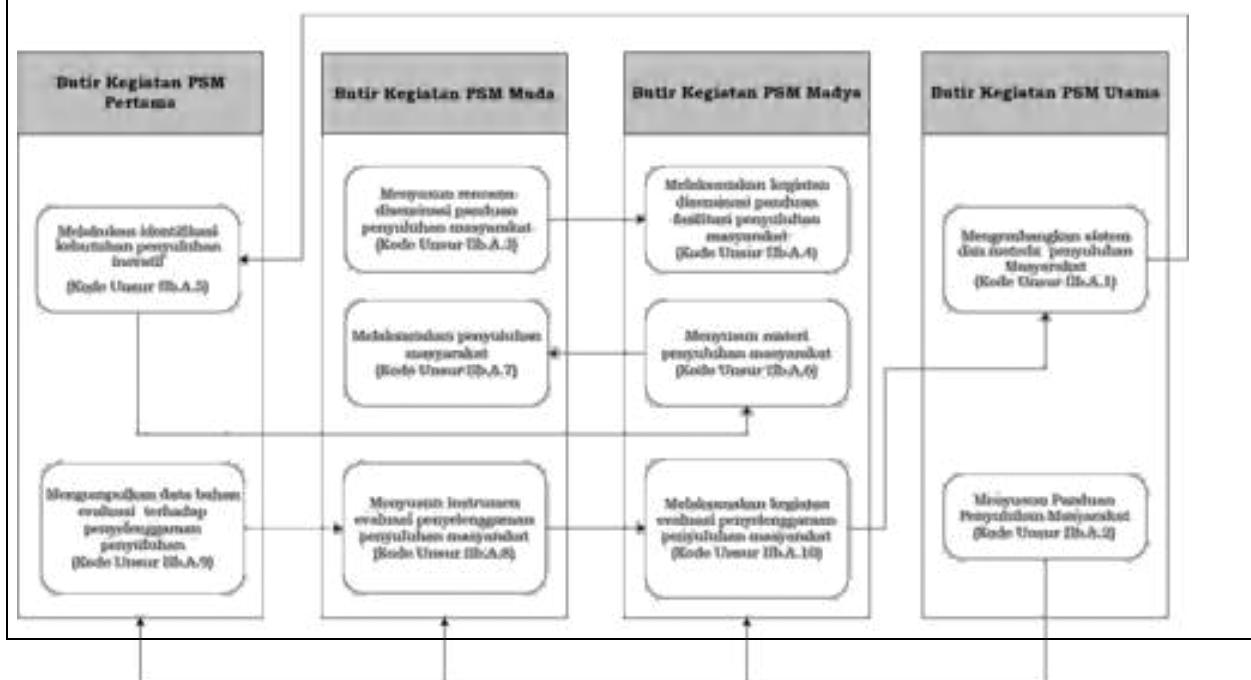 Butir Kegiatan PSM
Pertama
Melakukan identifikasi
kebutuhan penyuluhan
inovatif
(Kode Unsur IIb.A.5)
Mengumpulkan data bahan
evaluasi terhadap
penyelenggaraan
penyuluhan
(Kode Unsur IIb.A.9)
Butir Kegiatan PSM Muda
Menyusun rencana
diseminasi panduan
penyuluhan masyarakat
(Kode Unsur IIb.A.3)
Melaksanakan penyuluhan
masyarakat
(Kode Unsur IIb.A.7)
Menyusun instrumen
evaluasi penyelenggaraan
penyuluhan masyarakat
(Kode Unsur IIb.A.8)
Butir Kegiatan PSM Madya
Melaksanakan kegiatan
diseminasi panduan
fasilitasi penyuluhan
masyarakat
(Kode Unsur IIb.A.4)
Menyusun materi
penyuluhan masyarakat
(Kode Unsur IIb.A.6)
Melaksanakan kegiatan
evaluasi penyelenggaraan
penyuluhan masyarakat
(Kode Unsur IIb.A.10)
Butir Kegiatan PSM Utama
Mengembangkan sistem
dan metode penyuluhan
Masyarakat
(Kode Unsur IIb.A.1)
Menyusun Panduan
Penyuluhan Masyarakat
(Kode Unsur IIb.A.2)